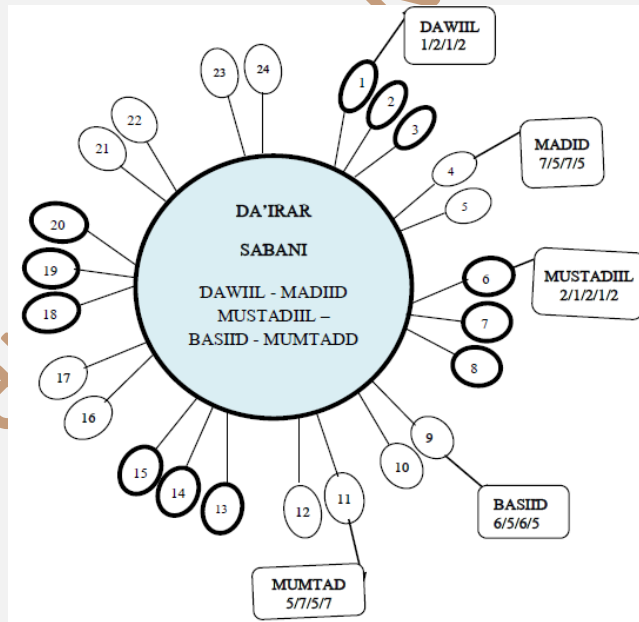 DAWIIL
1/2/1/2
24
23
1
2
3
22
21
MADID
7/5/7/5
4
5
20
19
18
DA'IRAR
SABANI
DAWIIL - MADIID
MUSTADIIL –
BASIID - MUMTADD
6
7
8
MUSTADIIL
2/1/2/1/2
17
16
9
10
15
14
13
12
11
BASIID
6/5/6/5
MUMTAD
5/7/5/7